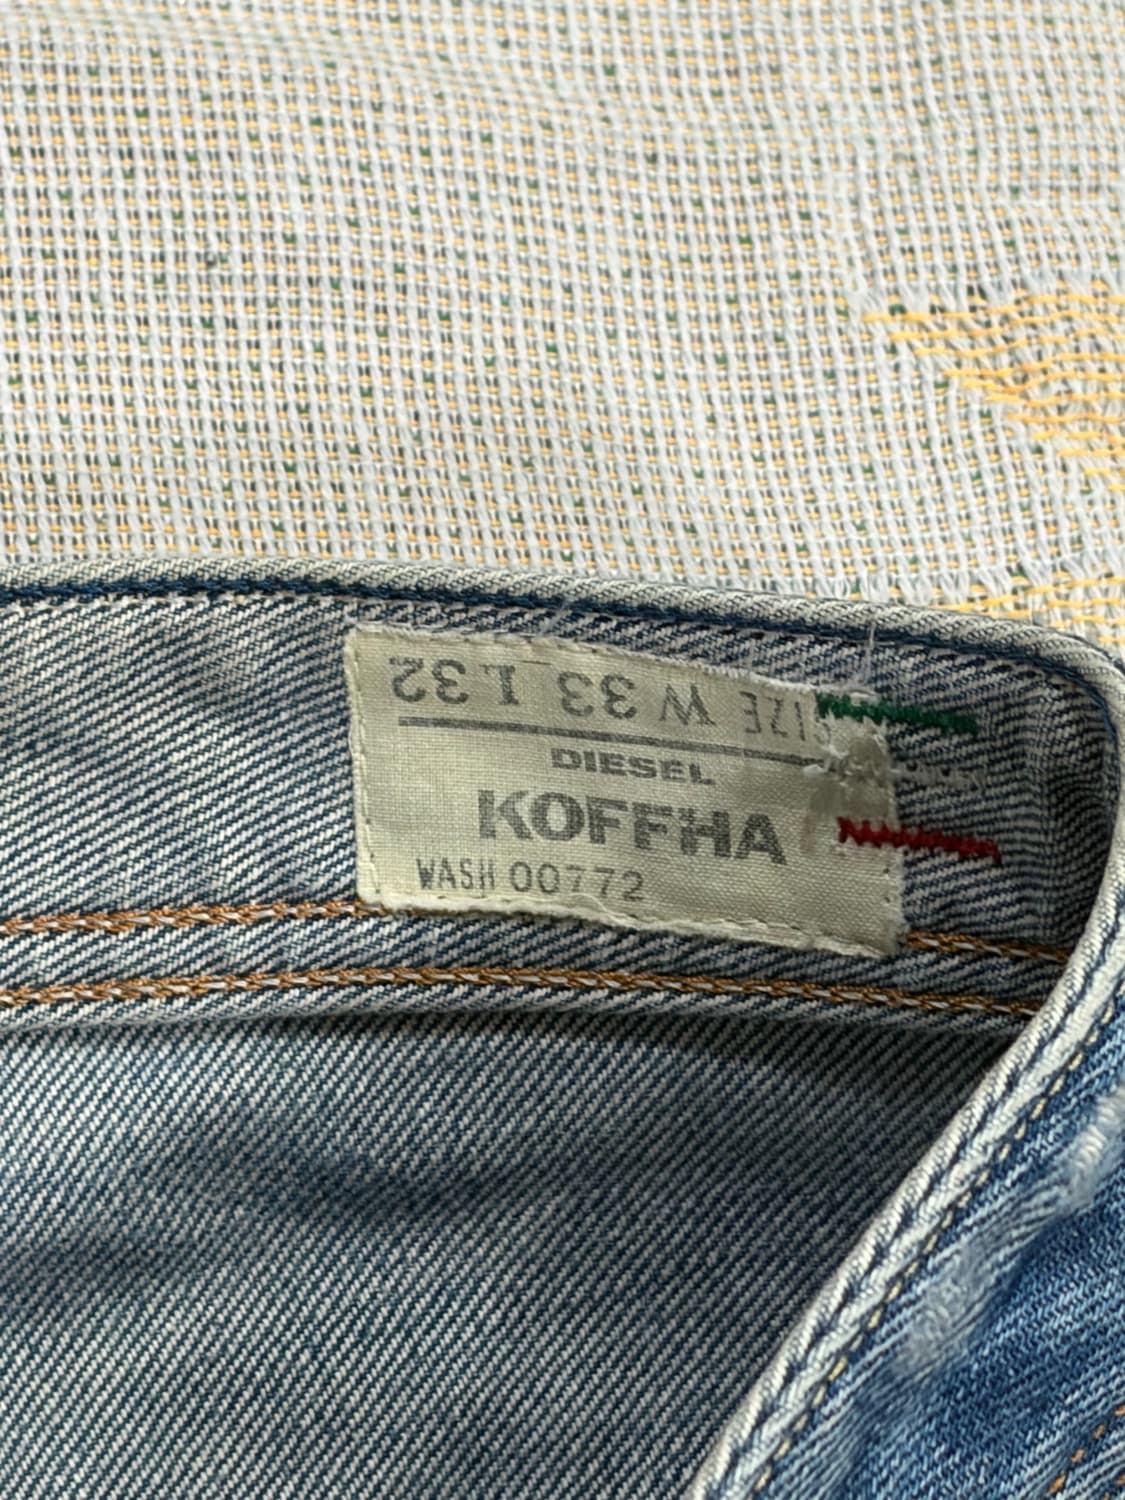 SIZE W 33 L 32
DIESEL
KOFFHA
WASH 00772